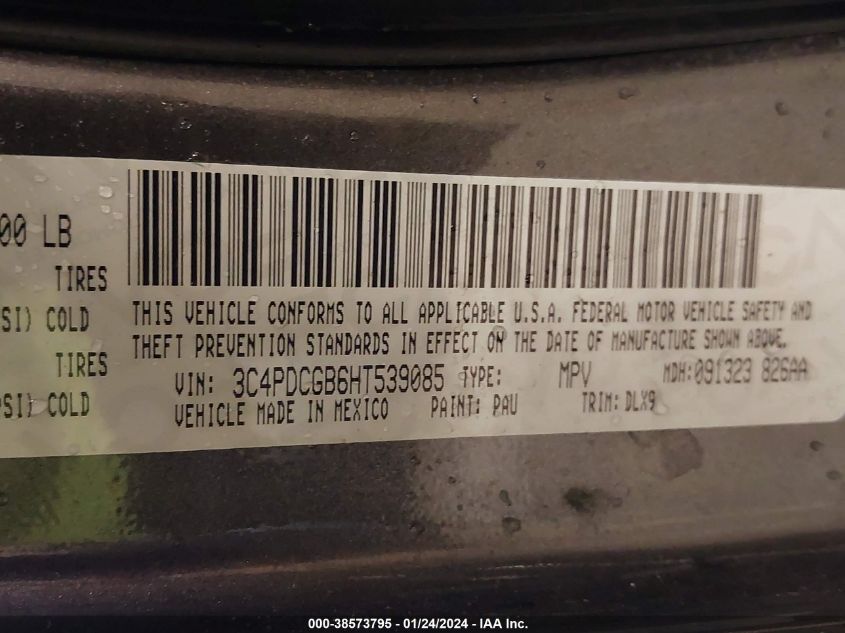 00 LB
TIRES
SI) COLD
TIRES
PSI) COLD
THIS VEHICLE CONFORMS TO ALL APPLICABLE U.S.A. FEDERAL MOTOR VEHICLE SAFETY AND
THEFT PREVENTION STANDARDS IN EFFECT ON THE DATE OF MANUFACTURE SHOWN ABOVE.
VIN: 3C4PDCGB6HT539085 TYPE: MPV MDH: 091323 826AA
VEHICLE MADE IN MEXICO PAINT: PAU TRIM: DLX9
000-38573795 - 01/24/2024 - IAA Inc.